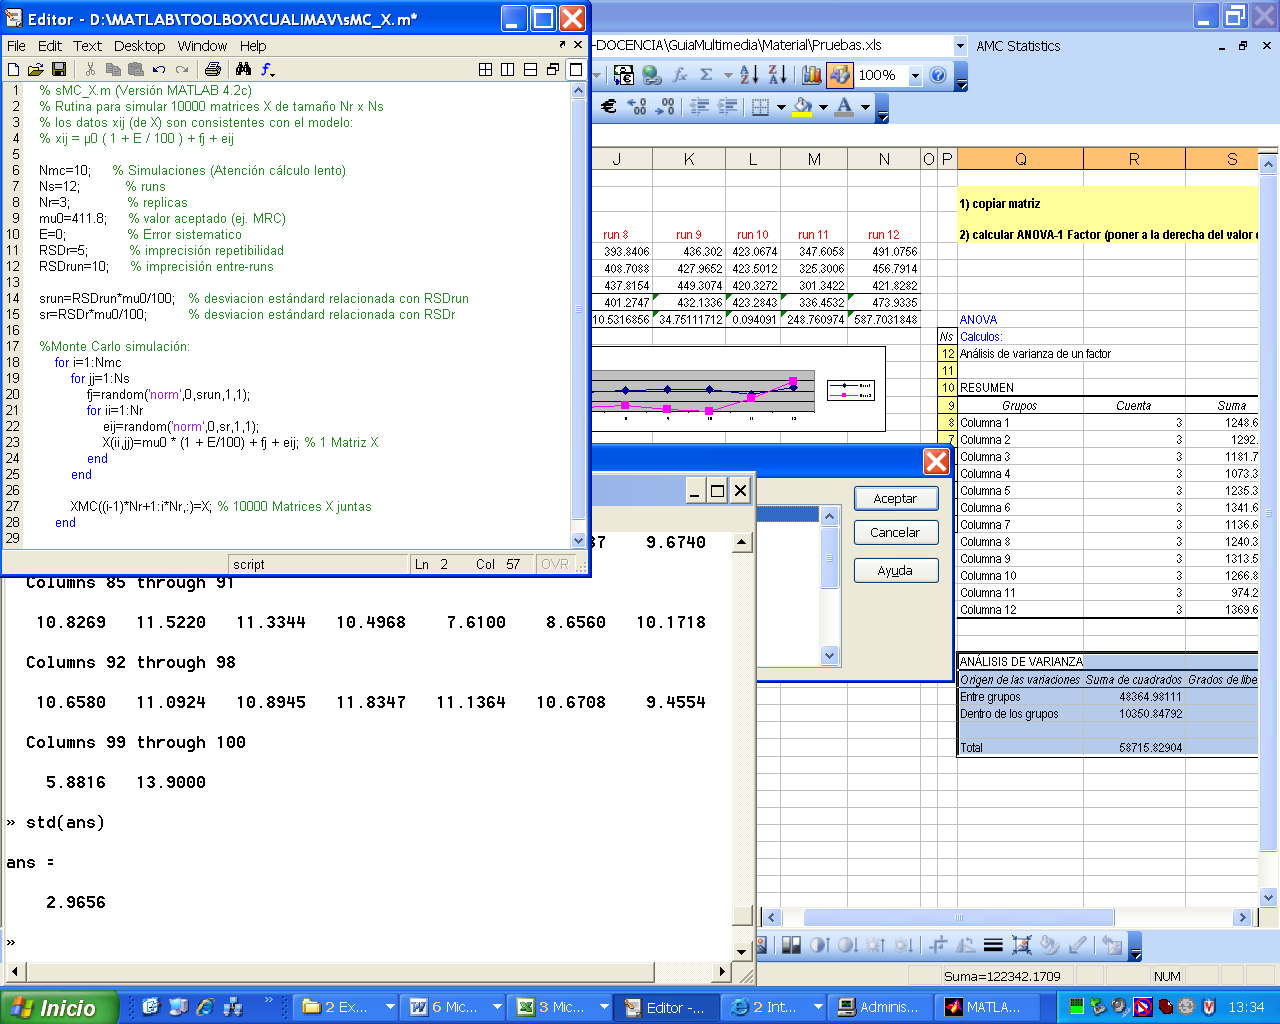 Editor - D:\MATLAB\TOOLBOX\CUALIMAV\sMC_X.m*
File Edit Text Desktop Window Help
1 % sMC_X.m (Versión MATLAB 4.2c)
2 % Rutina para simular 10000 matrices X de tamaño Nr x Ns
3 % los datos xij (de X) son consistentes con el modelo:
4 % xij = µ0 ( 1 + E / 100 ) + fj + eij
5
6 Nmc=10; % Simulaciones (Atención cálculo lento)
7 Ns=12; % runs
8 Nr=3; % replicas
9 mu0=411.8; % valor aceptado (ej. MRC)
10 E=0; % Error sistematico
11 RSDr=5; % imprecisión repetibilidad
12 RSDrun=10; % imprecisión entre-runs
13
14 srun=RSDrun*mu0/100; % desviacion estándard relacionada con RSDrun
15 sr=RSDr*mu0/100; % desviacion estándard relacionada con RSDr
16
17 %Monte Carlo simulación:
18 for i=1:Nmc
19 for jj=1:Ns
20 fj=random('norm',0,srun,1,1);
21 for ii=1:Nr
22 eij=random('norm',0,sr,1,1);
23 X(ii,jj)=mu0 * (1 + E/100) + fj + eij; % 1 Matriz X
24 end
25 end
26
27 XMC((i-1)*Nr+1:i*Nr,:)=X; % 10000 Matrices X juntas
28 end
29
script Ln 2 Col 57 OVR
37 9.6740
Columns 85 through 91
10.8269 11.5220 11.3344 10.4968 7.6100 8.6560 10.1718
Columns 92 through 98
10.6580 11.0924 10.8945 11.8347 11.1364 10.6708 9.4554
Columns 99 through 100
5.8816 13.9000
» std(ans)
ans =
2.9656
»
-DOCENCIA\GuiaMultimedia\Material\Pruebas.xls AMC Statistics
100%
J K L M N O P Q R S
1) copiar matriz
2) calcular ANOVA-1 Factor (poner a la derecha del valor
run 8 run 9 run 10 run 11 run 12
393.8406 436.302 423.0674 347.6058 491.0756
408.7088 427.9652 423.5012 325.3006 456.7914
437.8154 449.3074 420.3272 301.3422 421.8282
401.2747 432.1336 423.2843 336.4532 473.9335
10.5316856 34.75111712 0.094091 248.760974 587.7031848
ANOVA
Ns Calculos:
12 Análisis de varianza de un factor
11
10 RESUMEN
9 Grupos Cuenta Suma
8 Columna 1 3 1248.6
7 Columna 2 3 1292.
Columna 3 3 1181.7
Columna 4 3 1073.3
Columna 5 3 1235.3
Columna 6 3 1341.6
Columna 7 3 1136.6
Columna 8 3 1240.3
Columna 9 3 1313.5
Columna 10 3 1266.8
Columna 11 3 974.2
Columna 12 3 1369.6
ANÁLISIS DE VARIANZA
Origen de las variaciones Suma de cuadrados Grados de libe
Entre grupos 48364.98111
Dentro de los grupos 10350.84792
Total 58715.82904
Aceptar
Cancelar
Ayuda
Suma=122342.1709 NUM
Inicio 2 Ex... 6 Mic... 3 Mic... Editor -... 2 Int... Adminis... MATLA... 13:34